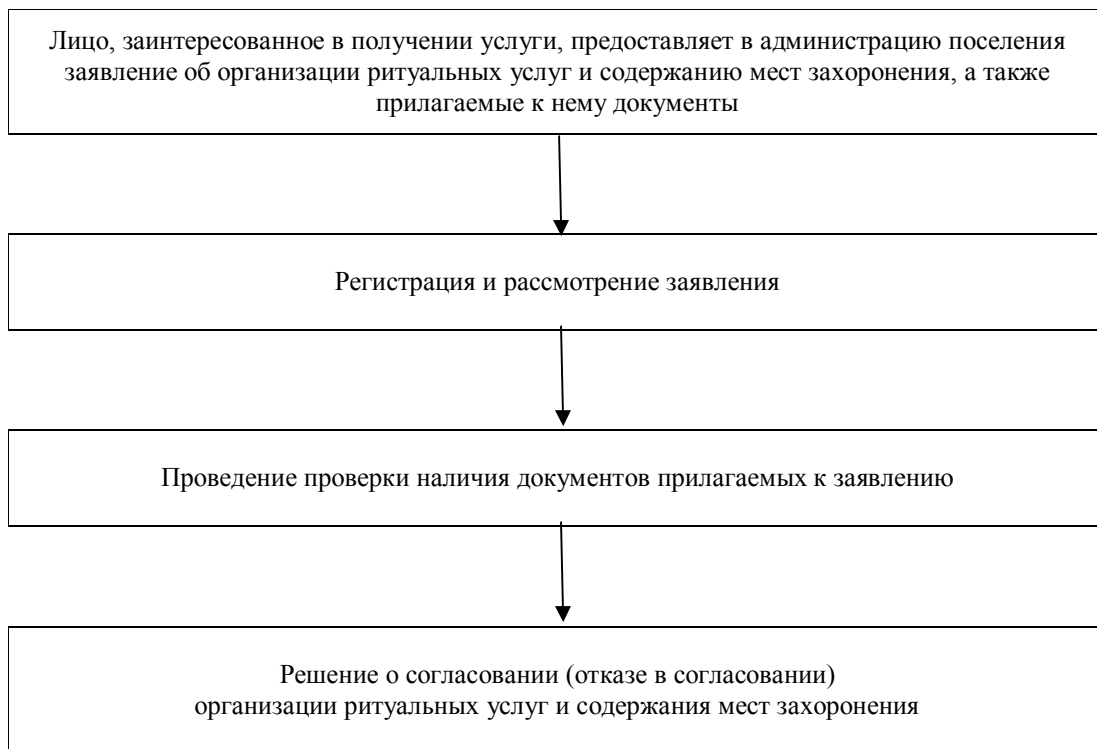 Лицо, заинтересованное в получении услуги, предоставляет в администрацию поселения
заявление об организации ритуальных услуг и содержанию мест захоронения, а также
прилагаемые к нему документы
Регистрация и рассмотрение заявления
Проведение проверки наличия документов прилагаемых к заявлению
Решение о согласовании (отказе в согласовании)
организации ритуальных услуг и содержания мест захоронения